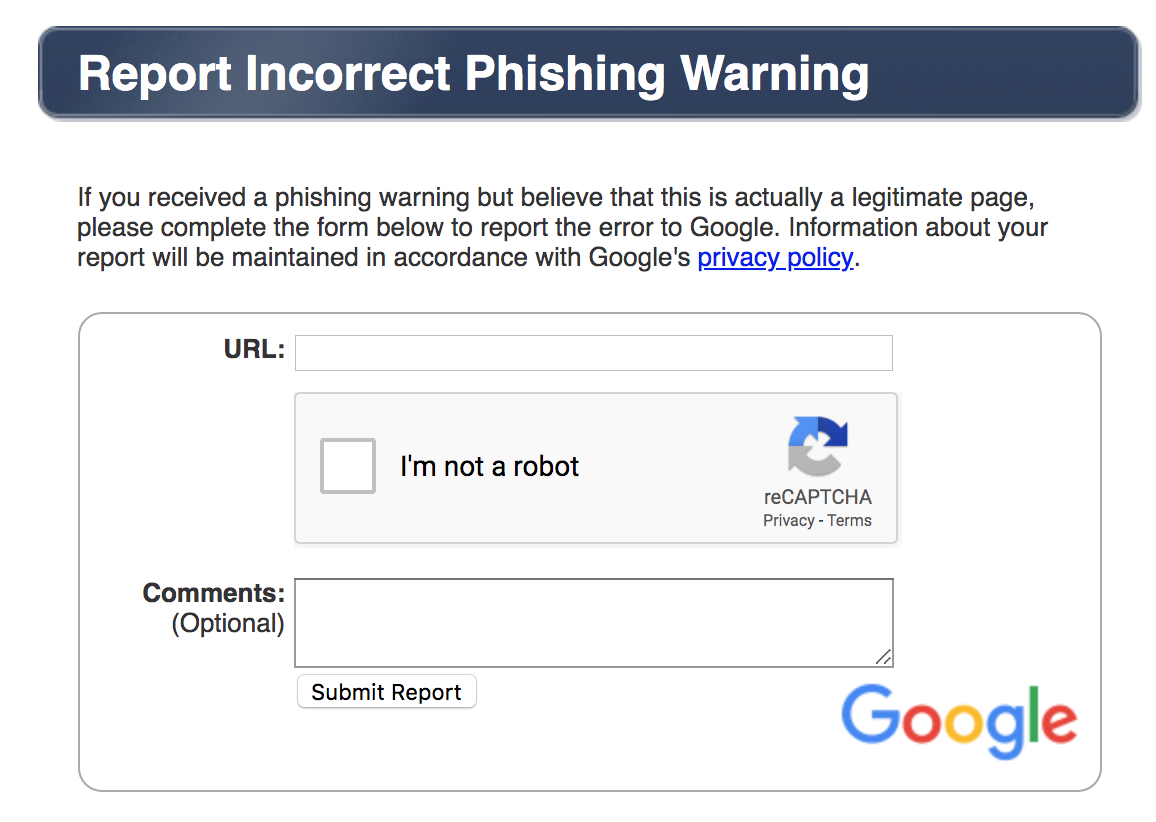 Report Incorrect Phishing Warning
If you received a phishing warning but believe that this is actually a legitimate page,
please complete the form below to report the error to Google. Information about your
report will be maintained in accordance with Google's privacy policy.
URL:
I'm not a robot
reCAPTCHA
Privacy - Terms
Comments:
(Optional)
Submit Report
Google